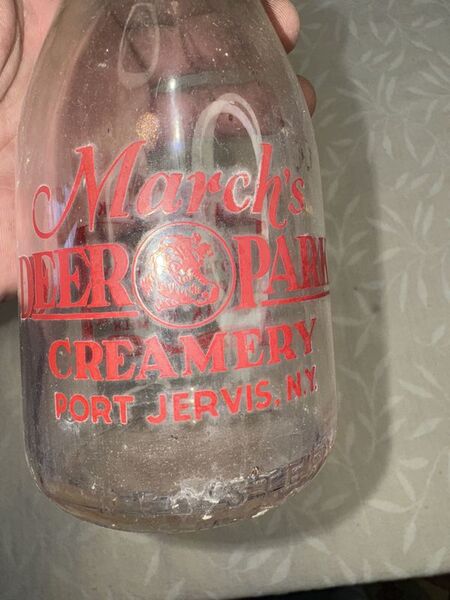 March's
DEER PARK
CREAMERY
PORT JERVIS, N.Y.